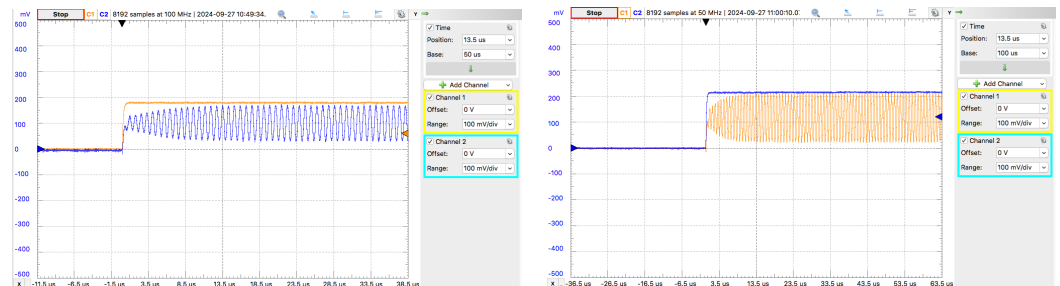 mV Stop C1 C2 8192 samples at 100 MHz | 2024-09-27 10:49:34. Y
500
400
300
200
100
0
-100
-200
-300
-400
-500
X -11.5 us -6.5 us -1.5 us 3.5 us 8.5 us 13.5 us 18.5 us 23.5 us 28.5 us 33.5 us 38.5 us
Time
Position: 13.5 us
Base: 50 us
Add Channel
Channel 1
Offset: 0 V
Range: 100 mV/div
Channel 2
Offset: 0 V
Range: 100 mV/div
mV Stop C1 C2 8192 samples at 50 MHz | 2024-09-27 11:00:10.0 Y
500
400
300
200
100
0
-100
-200
-300
-400
-500
X -36.5 us -26.5 us -16.5 us -6.5 us 3.5 us 13.5 us 23.5 us 33.5 us 43.5 us 53.5 us 63.5 us
Time
Position: 13.5 us
Base: 100 us
Add Channel
Channel 1
Offset: 0 V
Range: 100 mV/div
Channel 2
Offset: 0 V
Range: 100 mV/div